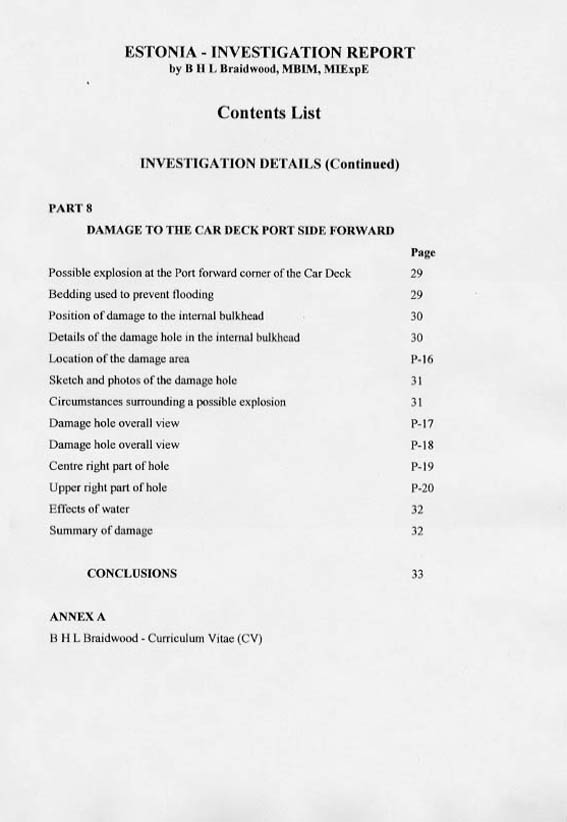 ESTONIA - INVESTIGATION REPORT
by B H L Braidwood, MBIM, MIExpE
Contents List
INVESTIGATION DETAILS (Continued)
PART 8
DAMAGE TO THE CAR DECK PORT SIDE FORWARD
Page
Possible explosion at the Port forward corner of the Car Deck 29
Bedding used to prevent flooding 29
Position of damage to the internal bulkhead 30
Details of the damage hole in the internal bulkhead 30
Location of the damage area P-16
Sketch and photos of the damage hole 31
Circumstances surrounding a possible explosion 31
Damage hole overall view P-17
Damage hole overall view P-18
Centre right part of hole P-19
Upper right part of hole P-20
Effects of water 32
Summary of damage 32
CONCLUSIONS 33
ANNEX A
B H L Braidwood - Curriculum Vitae (CV)